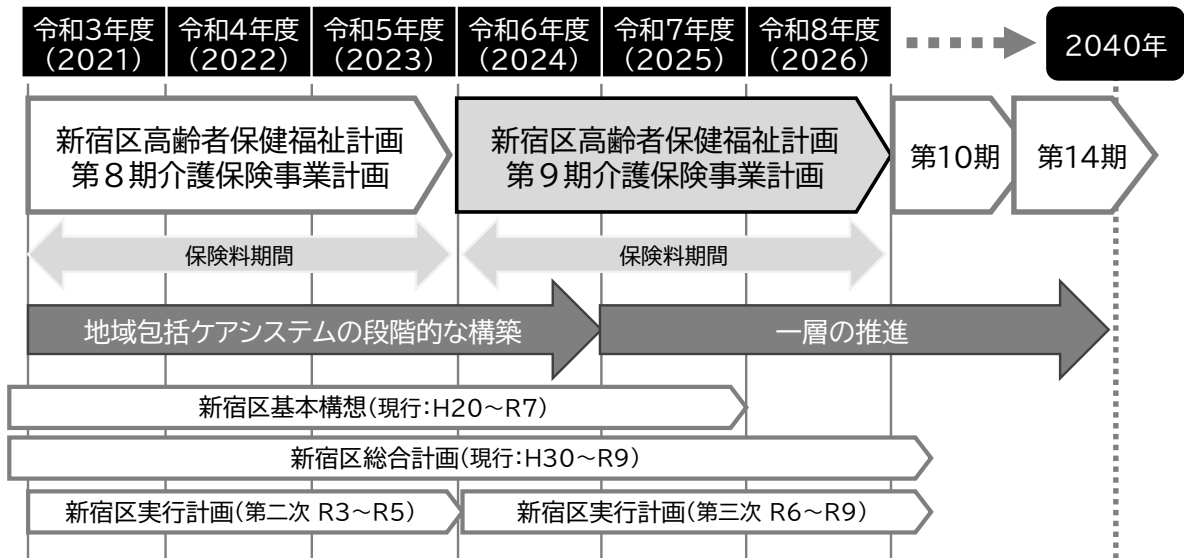 令和3年度
(2021)
令和4年度
(2022)
令和5年度
(2023)
令和6年度
(2024)
令和7年度
(2025)
令和8年度
(2026)
2040年
新宿区高齢者保健福祉計画
第8期介護保険事業計画
新宿区高齢者保健福祉計画
第9期介護保険事業計画
第10期
第14期
保険料期間
保険料期間
地域包括ケアシステムの段階的な構築
一層の推進
新宿区基本構想(現行:H20～R7)
新宿区総合計画(現行:H30～R9)
新宿区実行計画(第二次 R3～R5)
新宿区実行計画(第三次 R6～R9)